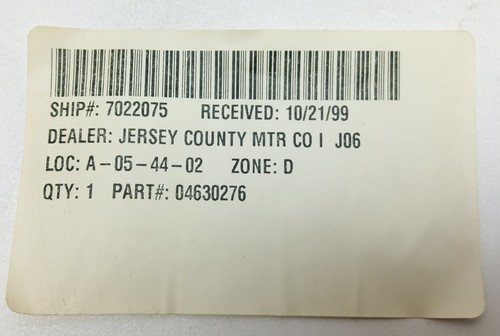 SHIP#: 7022075 RECEIVED: 10/21/99
DEALER: JERSEY COUNTY MTR CO I J06
LOC: A-05-44-02 ZONE: D
QTY: 1 PART#: 04630276